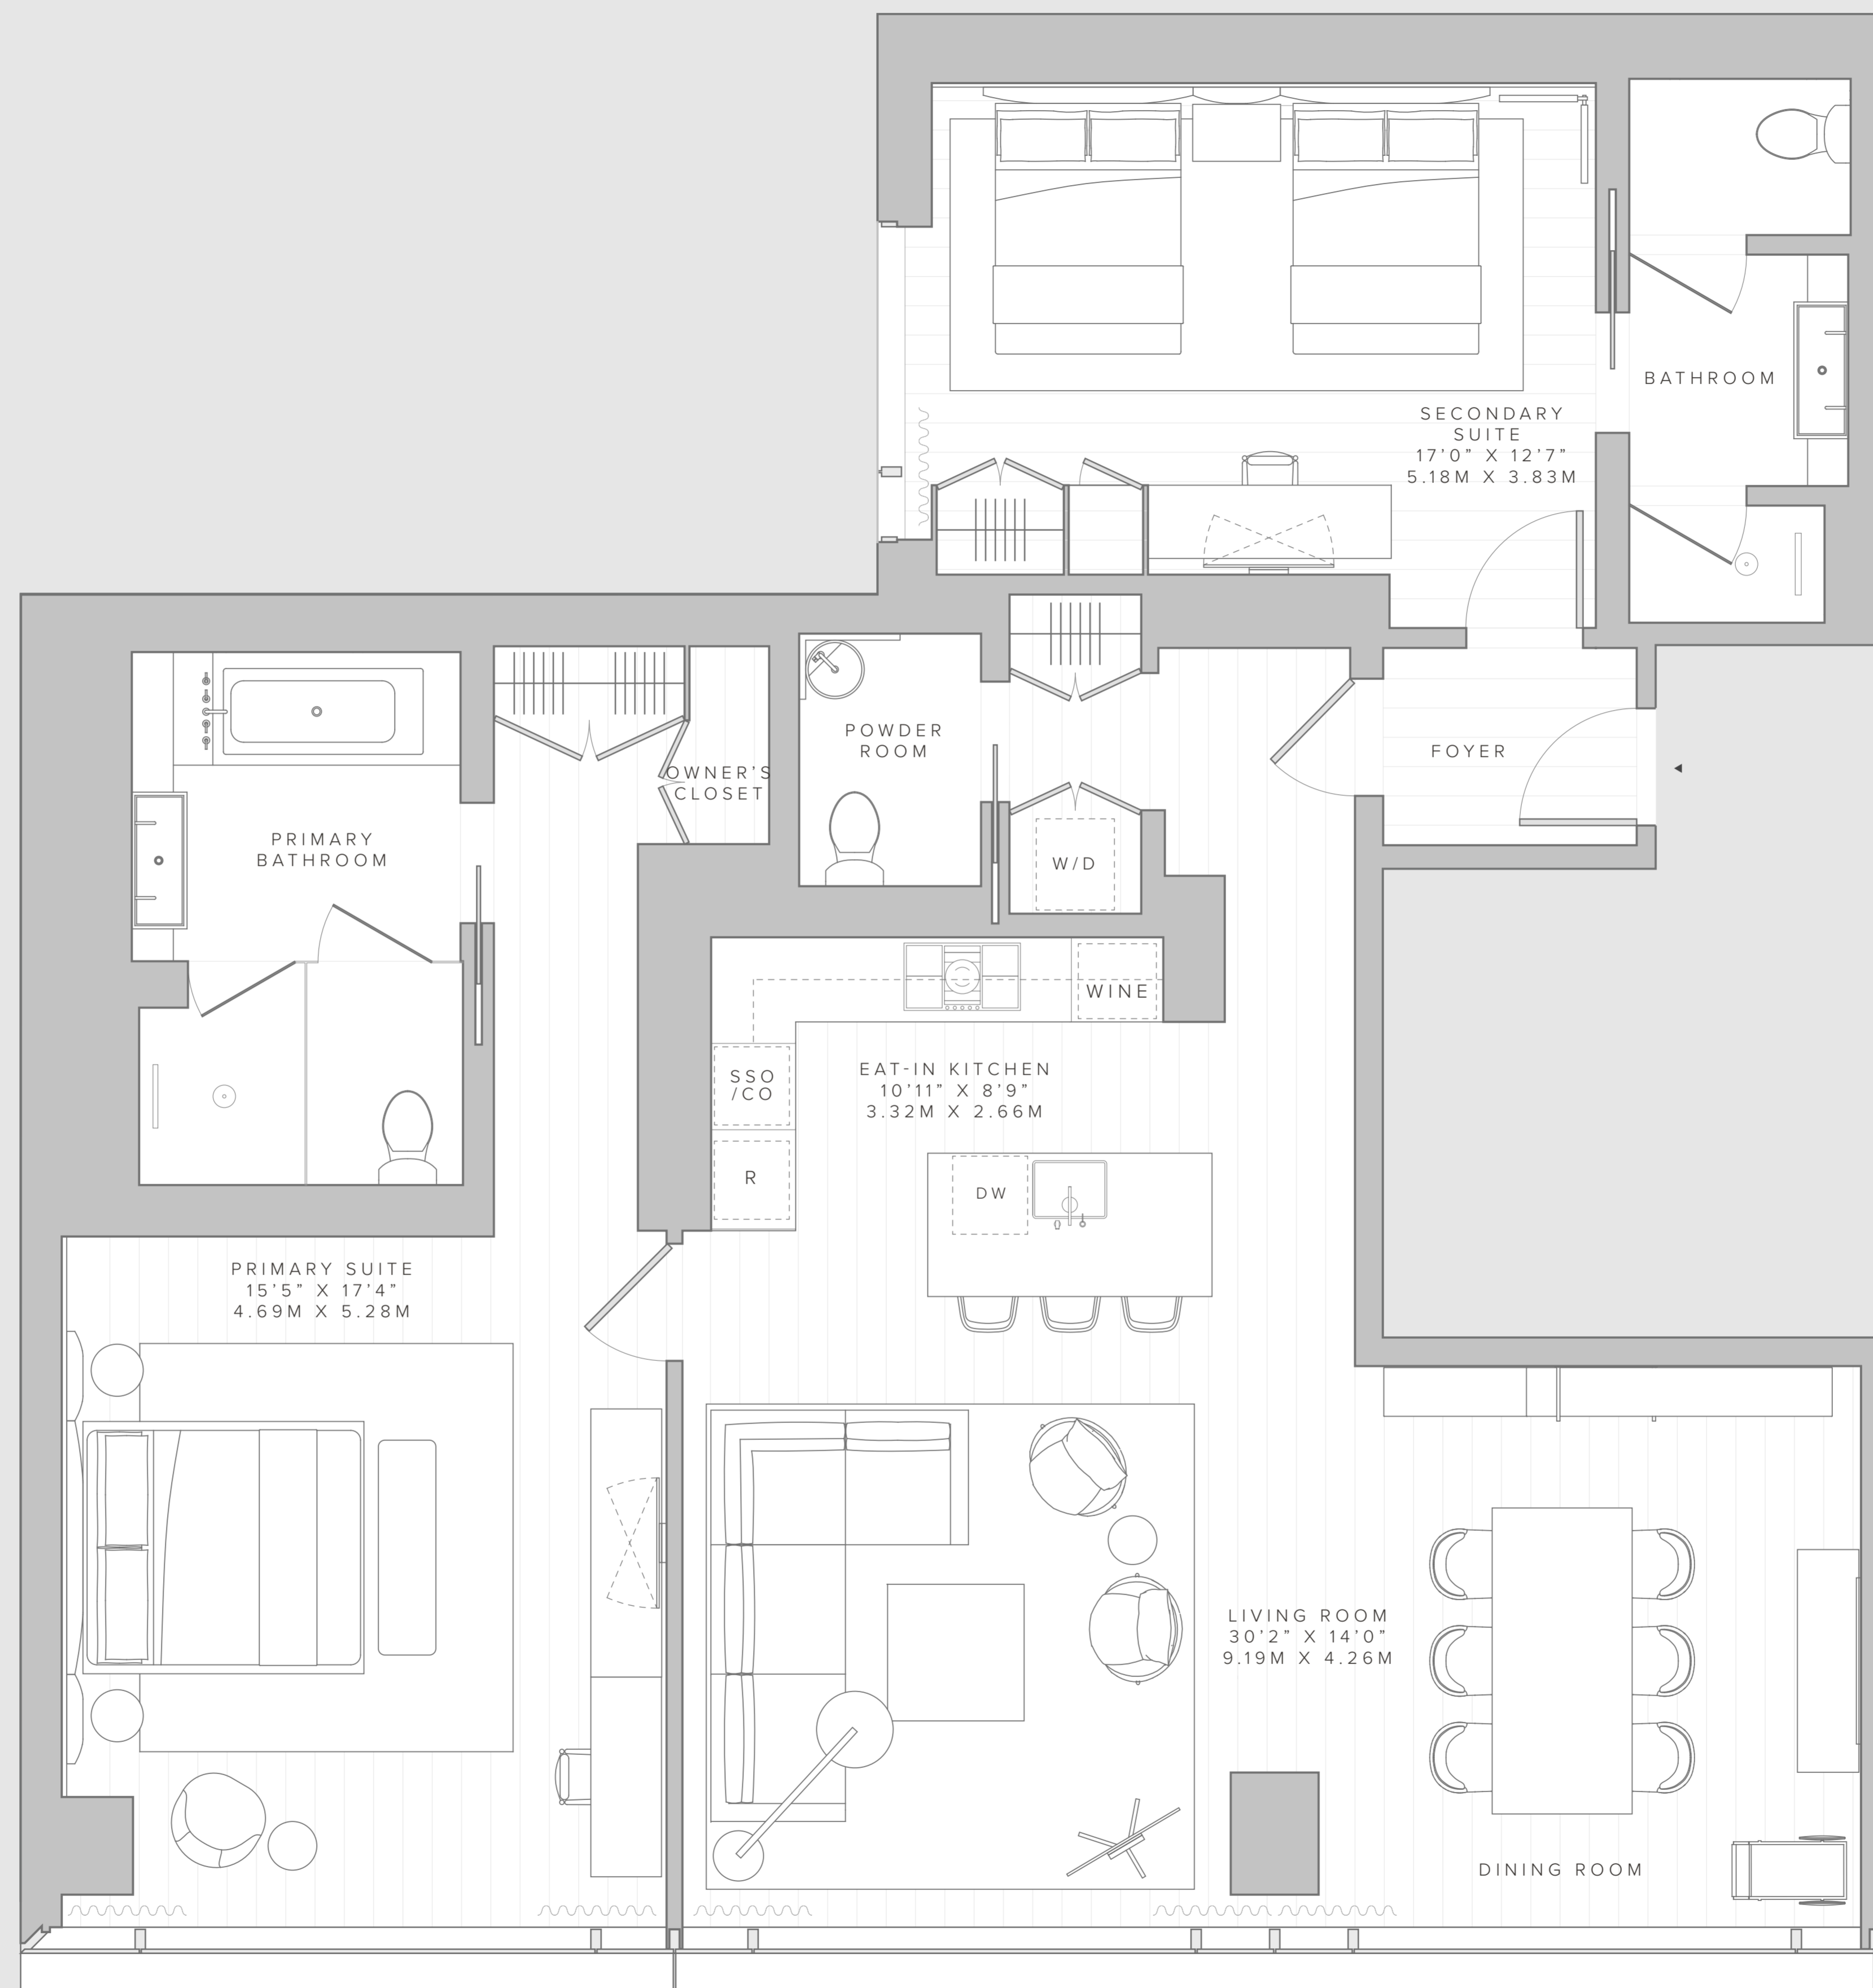 BATHROOM
SECONDARY
SUITE
17’0” X 12’7”
5.18M X 3.83M
POWDER
ROOM
FOYER
OWNER’S
CLOSET
PRIMARY
BATHROOM
W/D
WINE
EAT-IN KITCHEN
10’11” X 8’9”
3.32M X 2.66M
SSO
/CO
R
DW
PRIMARY SUITE
15’5” X 17’4”
4.69M X 5.28M
LIVING ROOM
30’2” X 14’0”
9.19M X 4.26M
DINING ROOM